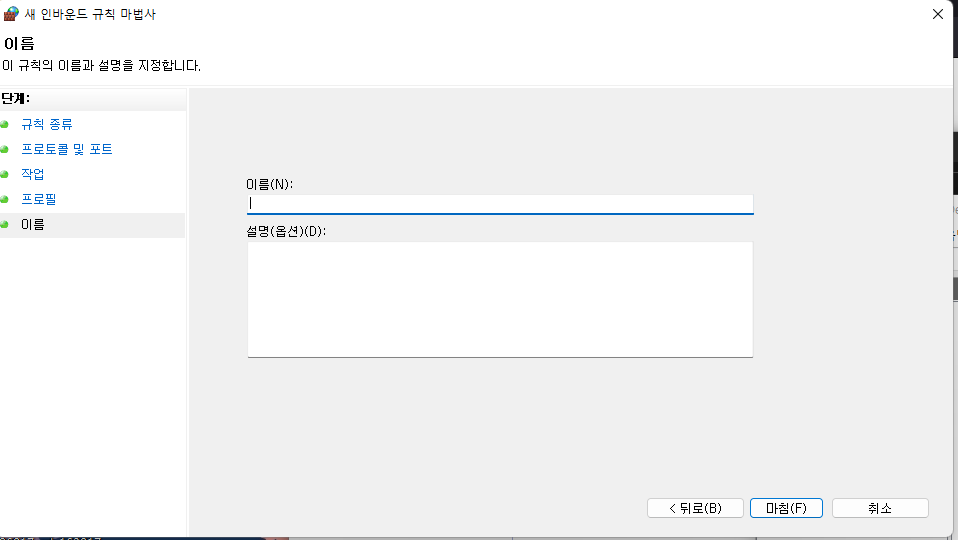 새 인바운드 규칙 마법사
이름
이 규칙의 이름과 설명을 지정합니다.
단계:
규칙 종류
프로토콜 및 포트
작업
프로필
이름
이름(N):
설명(옵션)(D):
< 뒤로(B)
마침(F)
취소